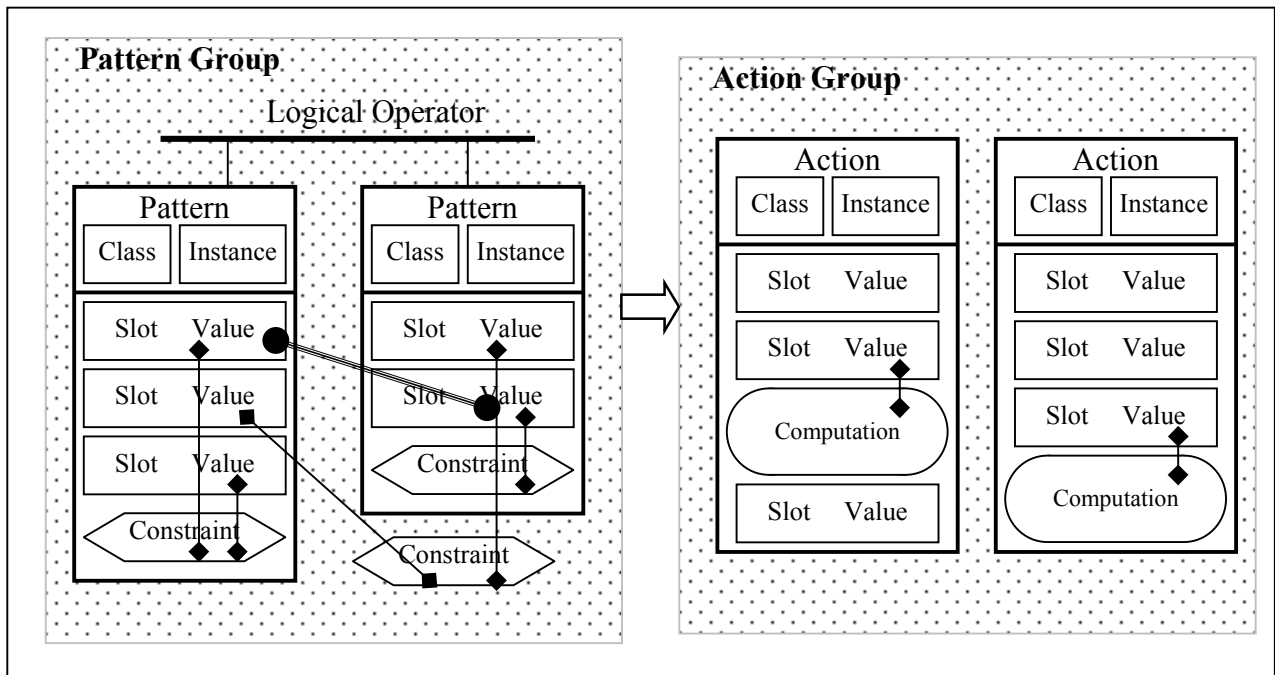 Pattern Group
Logical Operator
Pattern
Class Instance
Slot Value
Slot Value
Slot Value
Constraint
Pattern
Class Instance
Slot Value
Slot Value
Constraint
Constraint
Action Group
Action
Class Instance
Slot Value
Slot Value
Computation
Slot Value
Action
Class Instance
Slot Value
Slot Value
Slot Value
Computation